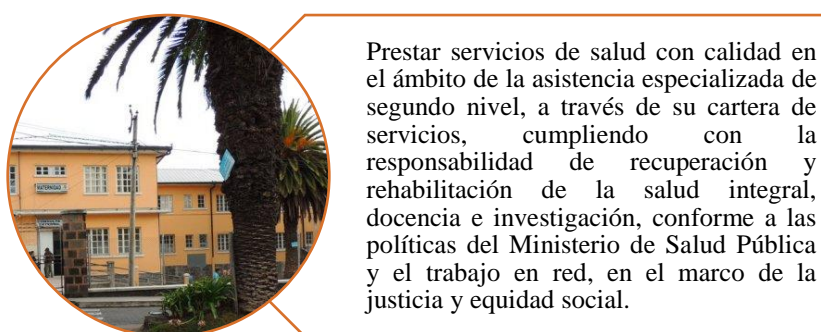 MATERNIDAD
Prestar servicios de salud con calidad en
el ámbito de la asistencia especializada de
segundo nivel, a través de su cartera de
servicios, cumpliendo con la
responsabilidad de recuperación y
rehabilitación de la salud integral,
docencia e investigación, conforme a las
políticas del Ministerio de Salud Pública
y el trabajo en red, en el marco de la
justicia y equidad social.